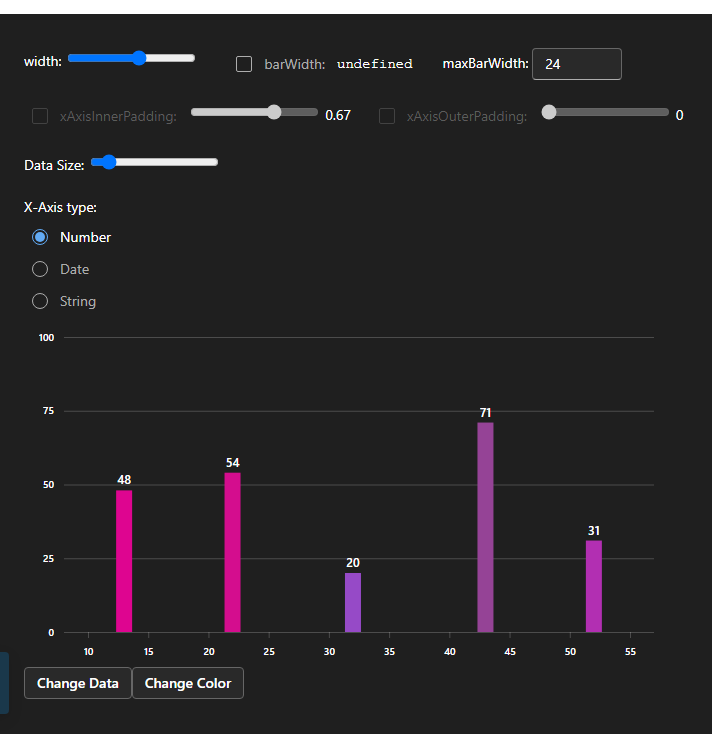 width: barWidth: undefined maxBarWidth: 24
xAxisInnerPadding: 0.67 xAxisOuterPadding: 0
Data Size:
X-Axis type:
Number
Date
String
100
75
50
25
0
48
54
20
71
31
10 15 20 25 30 35 40 45 50 55
Change Data Change Color